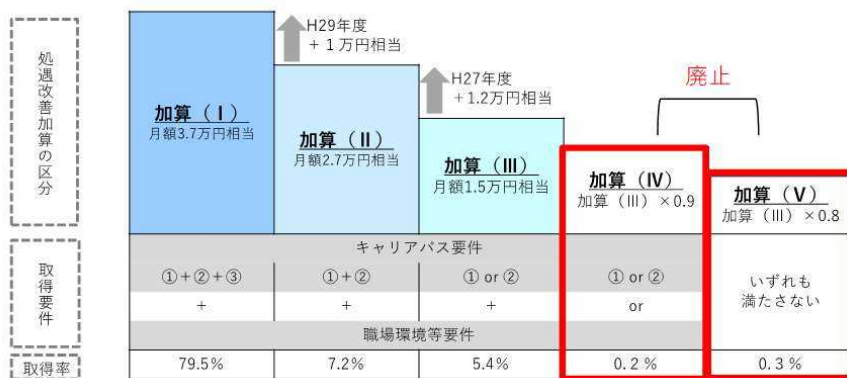 処遇改善加算の区分
H29年度
+1万円相当
H27年度
+1.2万円相当
廃止
加算（I）
月額3.7万円相当
加算（II）
月額2.7万円相当
加算（III）
月額1.5万円相当
加算（IV）
加算（III）×0.9
加算（V）
加算（III）×0.8
取得要件
キャリアパス要件
①+②+③
①+②
① or ②
① or ②
いずれも
満たさない
+
+
+
or
職場環境等要件
取得率
79.5%
7.2%
5.4%
0.2%
0.3%